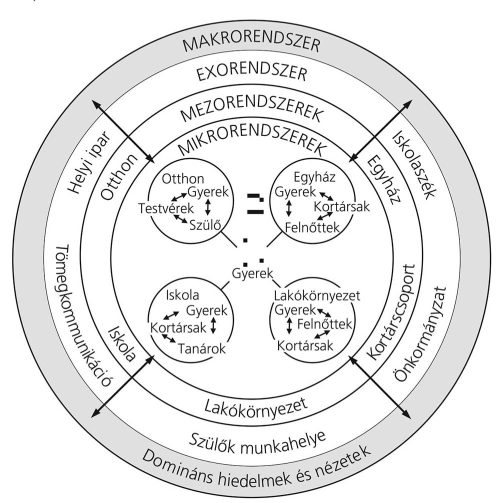 MAKRORENDSZER
EXORENDSZER
MEZORENDSZEREK
MIKRORENDSZEREK
Helyi ipar
Otthon
Egyház
Iskolaszék
Otthon
Gyerek
Testvérek
Szülő
Egyház
Gyerek
Kortársak
Felnőttek
Gyerek
Iskola
Gyerek
Kortársak
Tanárok
Lakókörnyezet
Gyerek
Felnőttek
Kortársak
Tömegkommunikáció
Iskola
Kortárscsoport
Önkormányzat
Lakókörnyezet
Szülők munkahelye
Domináns hiedelmek és nézetek